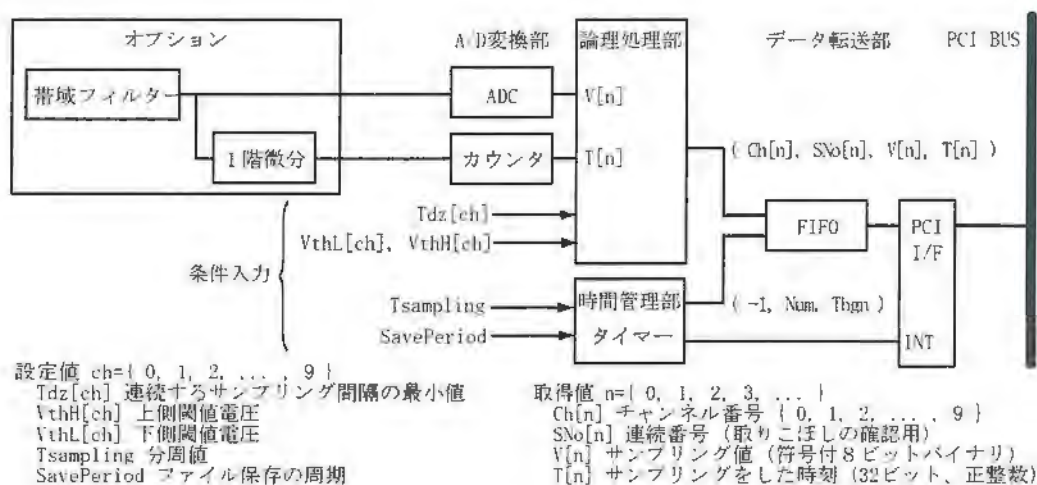 オプション
A/D変換部
論理処理部
データ転送部
PCI BUS
帯域フィルター
ADC
V[n]
1階微分
カウンタ
T[n]
( Ch[n], SNo[n], V[n], T[n] )
Tdz[ch]
VthL[ch], VthH[ch]
FIFO
PCI
I/F
条件入力
Tsampling
時間管理部
( -1, Num, Tbgn )
SavePeriod
タイマー
INT
設定値 ch={ 0, 1, 2, ... , 9 }
Tdz[ch] 連続するサンプリング間隔の最小値
VthH[ch] 上側閾値電圧
VthL[ch] 下側閾値電圧
Tsampling 分周値
SavePeriod ファイル保存の周期
取得値 n={ 0, 1, 2, 3, ... }
Ch[n] チャンネル番号 { 0, 1, 2, ... , 9 }
SNo[n] 連続番号 (取りこぼしの確認用)
V[n] サンプリング値 (符号付8ビットバイナリ)
T[n] サンプリングをした時刻 (32ビット、正整数)